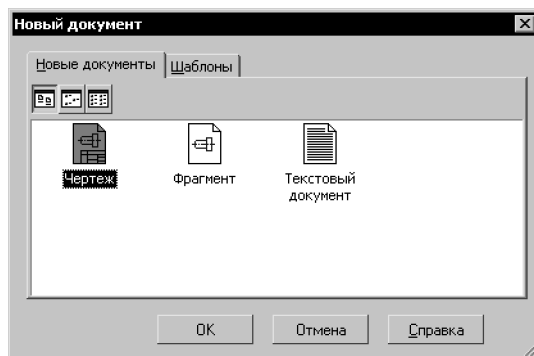 Новый документ
Новые документы
Шаблоны
Чертеж
Фрагмент
Текстовый
документ
OK
Отмена
Справка